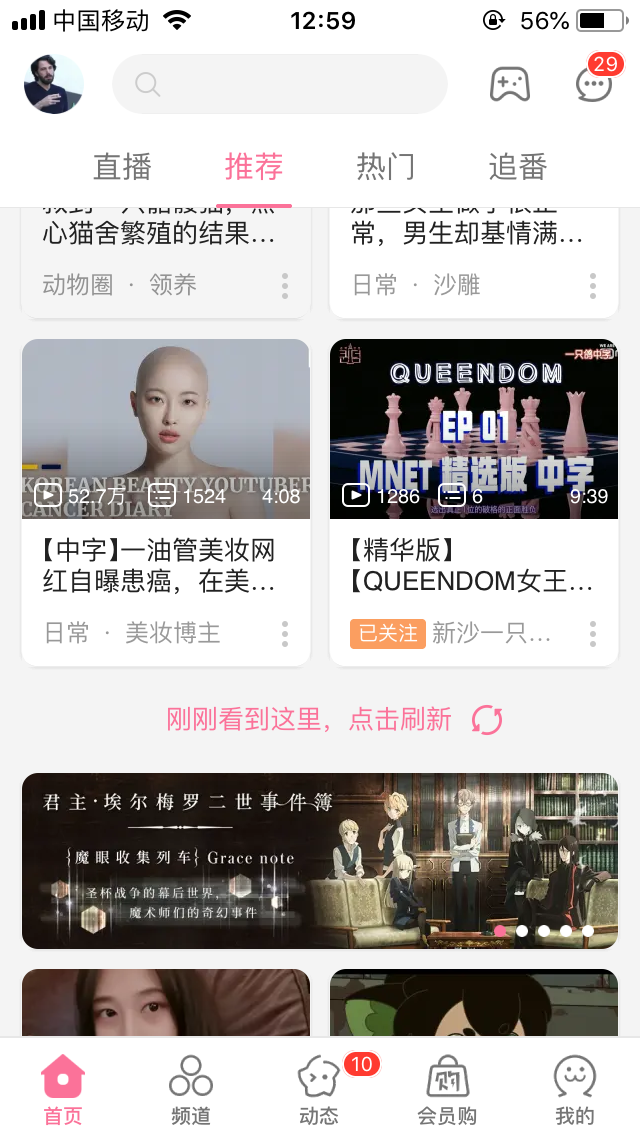 中国移动
12:59
56%
29
直播
推荐
热门
追番
心猫舍繁殖的结果...
常，男生却基情满...
动物圈 · 领养
日常 · 沙雕
KOREAN BEAUTY YOUTUBER
CANCER DIARY
52.7万
1524
4:08
一只鸽中字
QUEENDOM
EP 01
MNET 精选版 中字
1286
6
9:39
【中字】一油管美妆网
红自曝患癌，在美...
【精华版】
【QUEENDOM女王...
日常 · 美妆博主
已关注
新沙一只...
刚刚看到这里，点击刷新
君主·埃尔梅罗二世事件簿
{魔眼收集列车} Grace note
圣杯战争的幕后世界，
魔术师们的奇幻事件
首页
频道
10
动态
购
会员购
我的